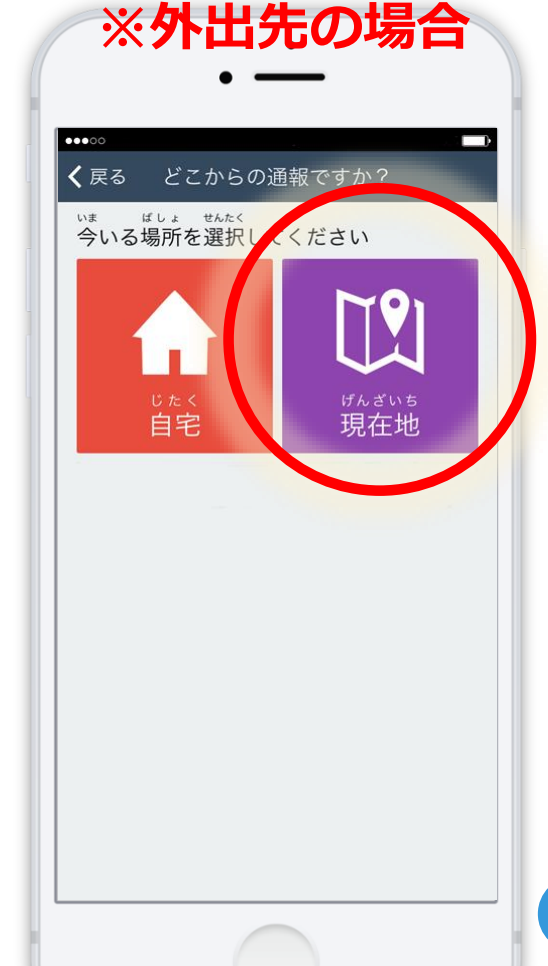 ※外出先の場合
戻る どこからの通報ですか?
いま ばしょ せんたく
今いる場所を選択してください
じたく げんざいち
自宅 現在地